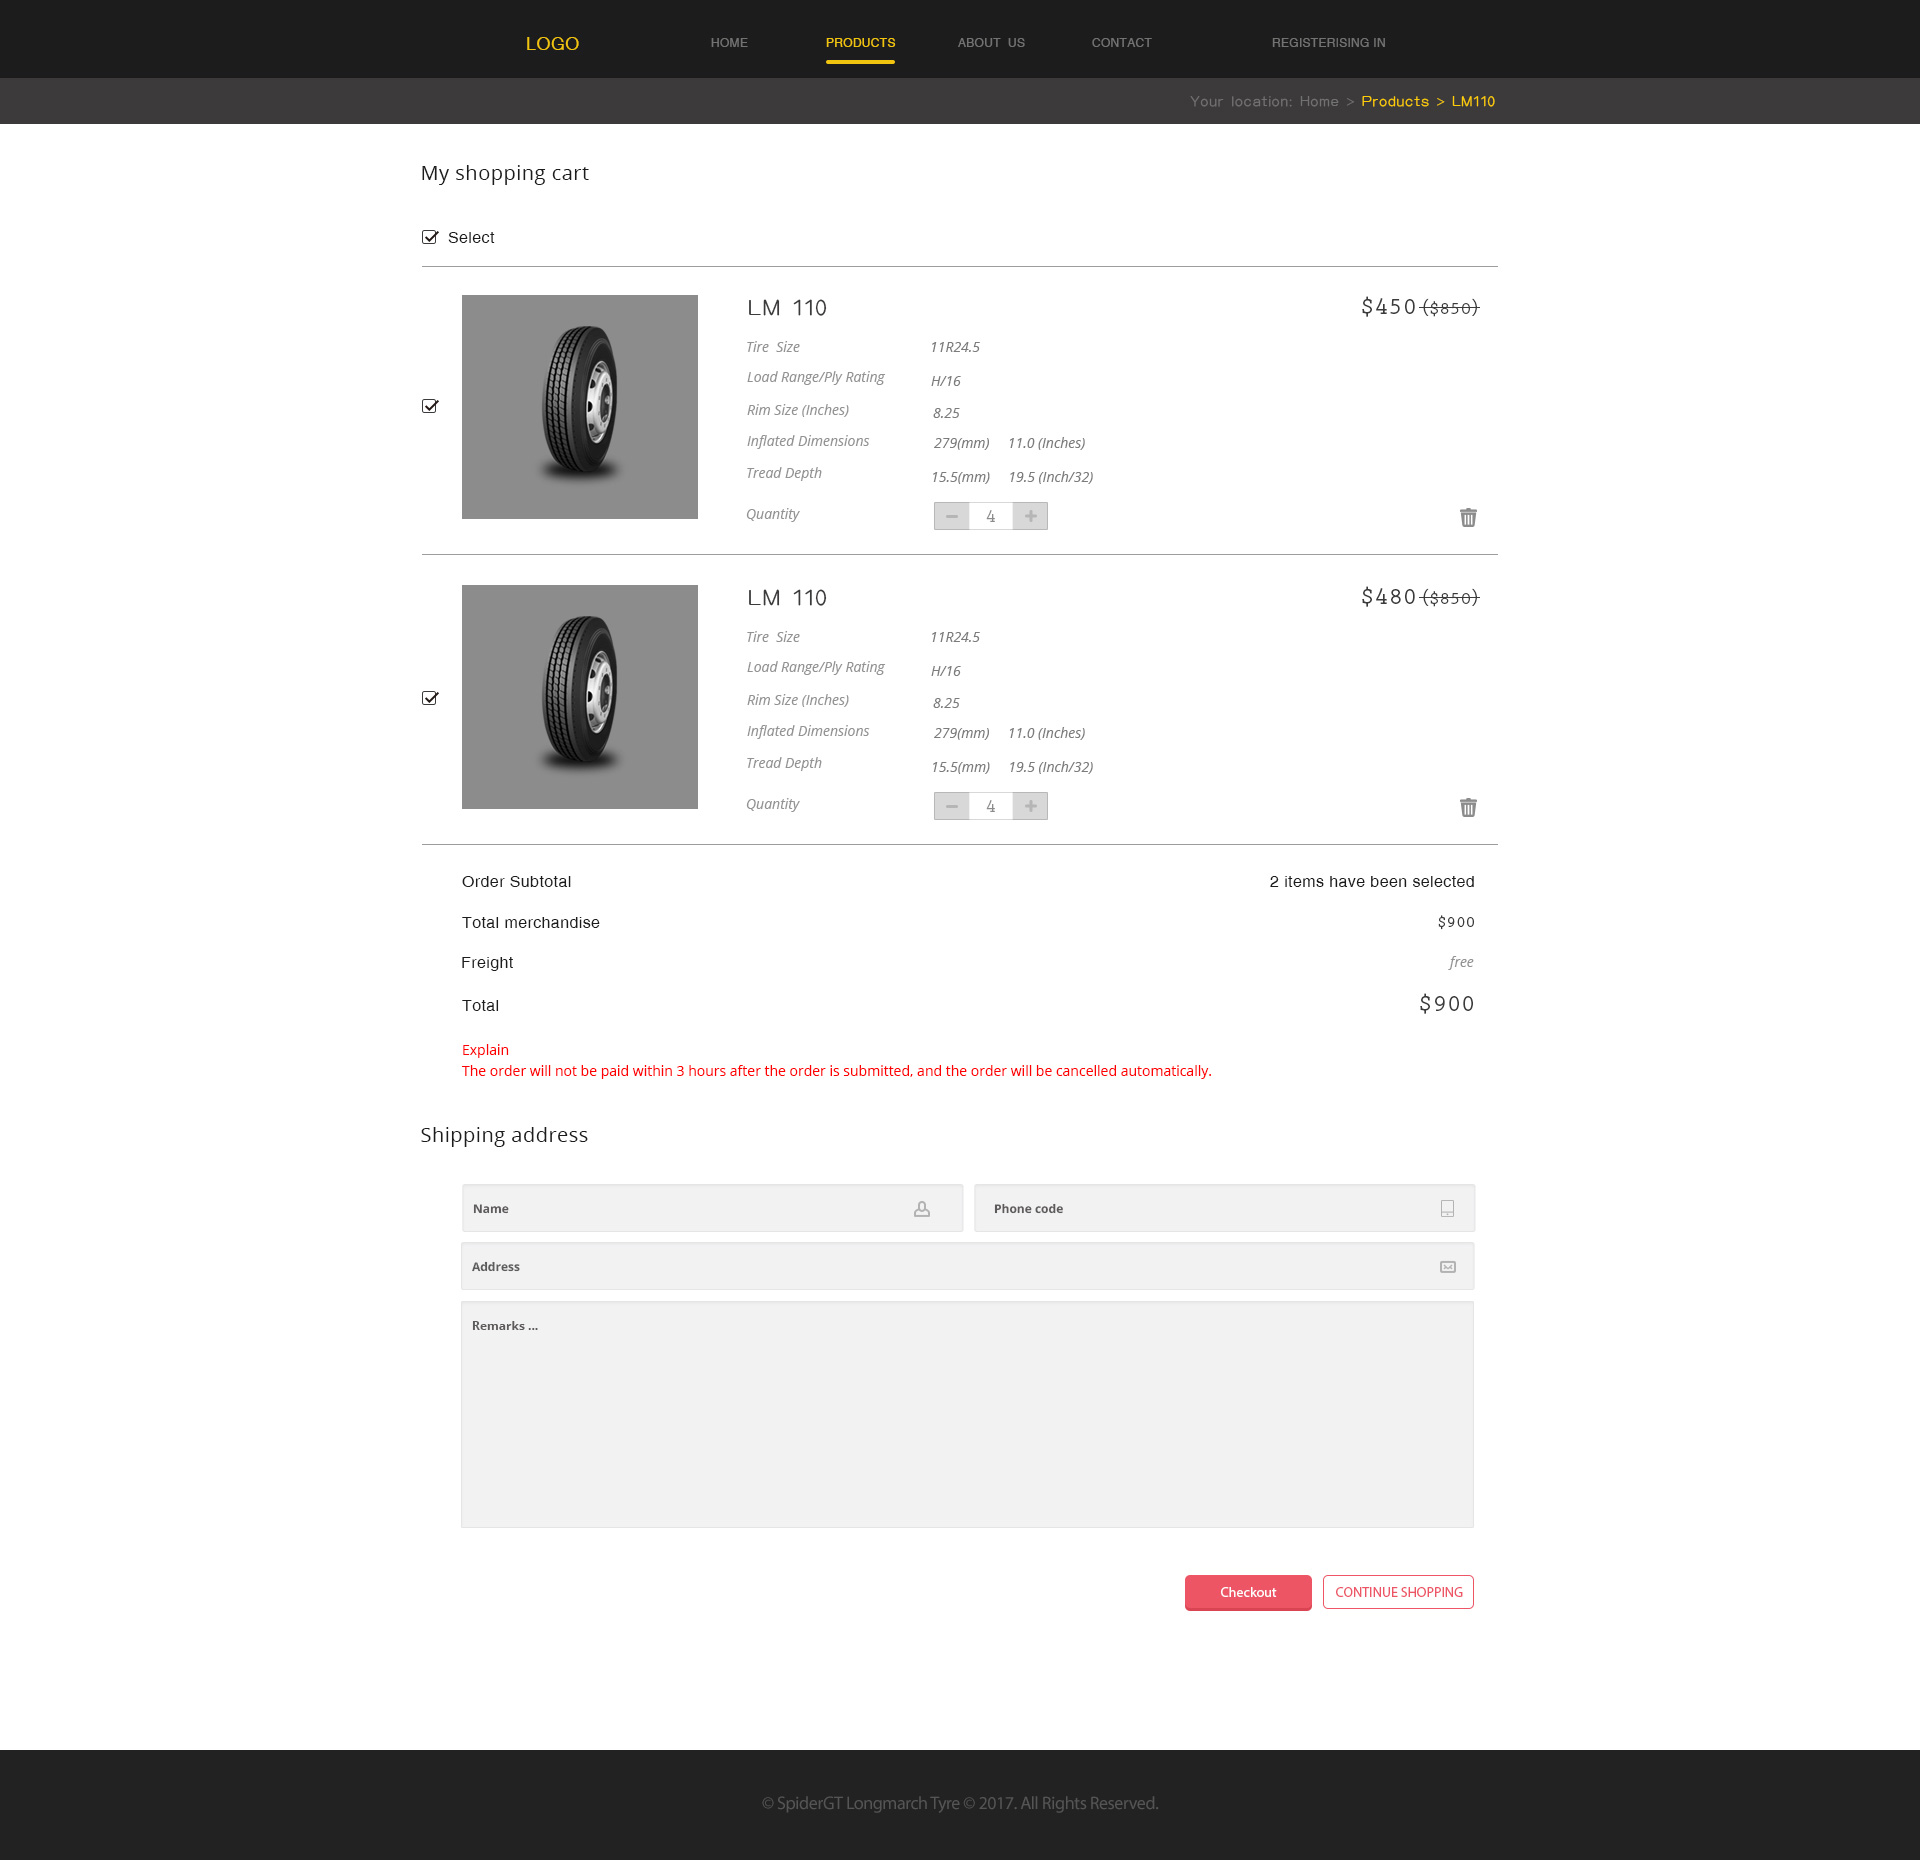 LOGO HOME PRODUCTS ABOUT US CONTACT REGISTERISING IN
Your location: Home > Products > LM110
My shopping cart
Select
LM 110 $450 ($850)
Tire Size 11R24.5
Load Range/Ply Rating H/16
Rim Size (Inches) 8.25
Inflated Dimensions 279(mm) 11.0 (Inches)
Tread Depth 15.5(mm) 19.5 (Inch/32)
Quantity 4
LM 110 $480 ($850)
Tire Size 11R24.5
Load Range/Ply Rating H/16
Rim Size (Inches) 8.25
Inflated Dimensions 279(mm) 11.0 (Inches)
Tread Depth 15.5(mm) 19.5 (Inch/32)
Quantity 4
Order Subtotal 2 items have been selected
Total merchandise $900
Freight free
Total $900
Explain
The order will not be paid within 3 hours after the order is submitted, and the order will be cancelled automatically.
Shipping address
Name Phone code
Address
Remarks ...
Checkout CONTINUE SHOPPING
© SpiderGT Longmarch Tyre © 2017. All Rights Reserved.